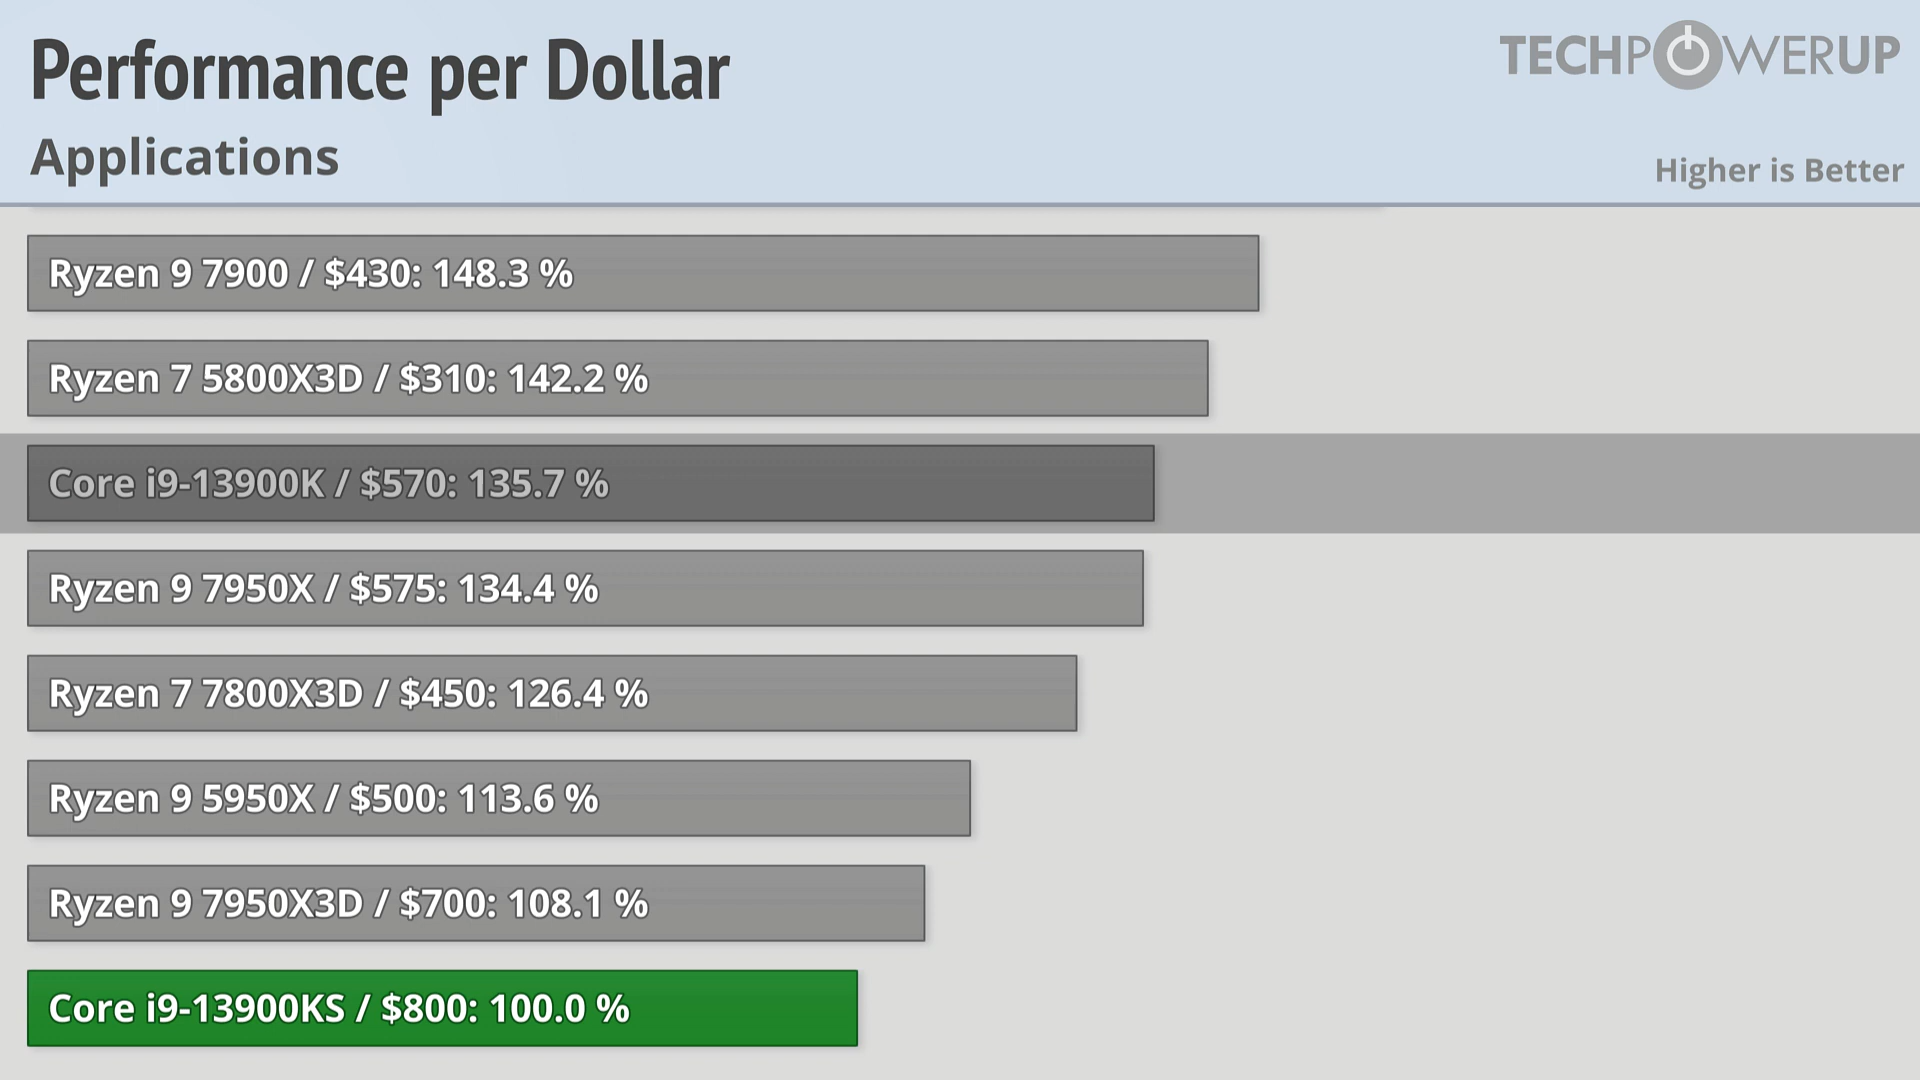 Performance per Dollar
TECHPOWERUP
Applications
Higher is Better
Ryzen 9 7900 / $430: 148.3 %
Ryzen 7 5800X3D / $310: 142.2 %
Core i9-13900K / $570: 135.7 %
Ryzen 9 7950X / $575: 134.4 %
Ryzen 7 7800X3D / $450: 126.4 %
Ryzen 9 5950X / $500: 113.6 %
Ryzen 9 7950X3D / $700: 108.1 %
Core i9-13900KS / $800: 100.0 %